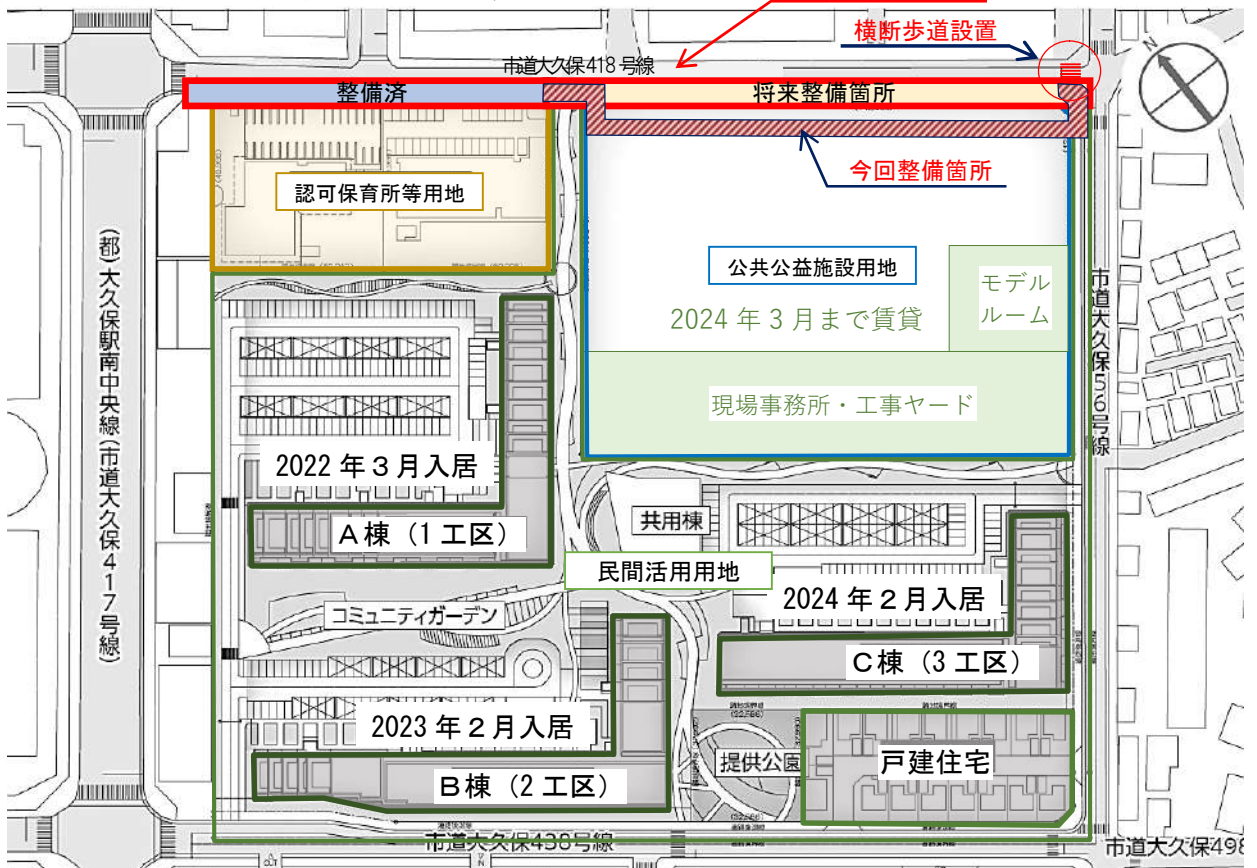 横断歩道設置
市道大久保418号線
N
整備済
将来整備箇所
今回整備箇所
認可保育所等用地
公共公益施設用地
モデル
ルーム
2024年3月まで賃貸
現場事務所・工事ヤード
(都)大久保駅南中央線(市道大久保417号線)
市道大久保56号線
2022年3月入居
A棟(1工区)
共用棟
民間活用用地
2024年2月入居
コミュニティガーデン
C棟(3工区)
2023年2月入居
提供公園
戸建住宅
B棟(2工区)
市道大久保438号線
市道大久保498